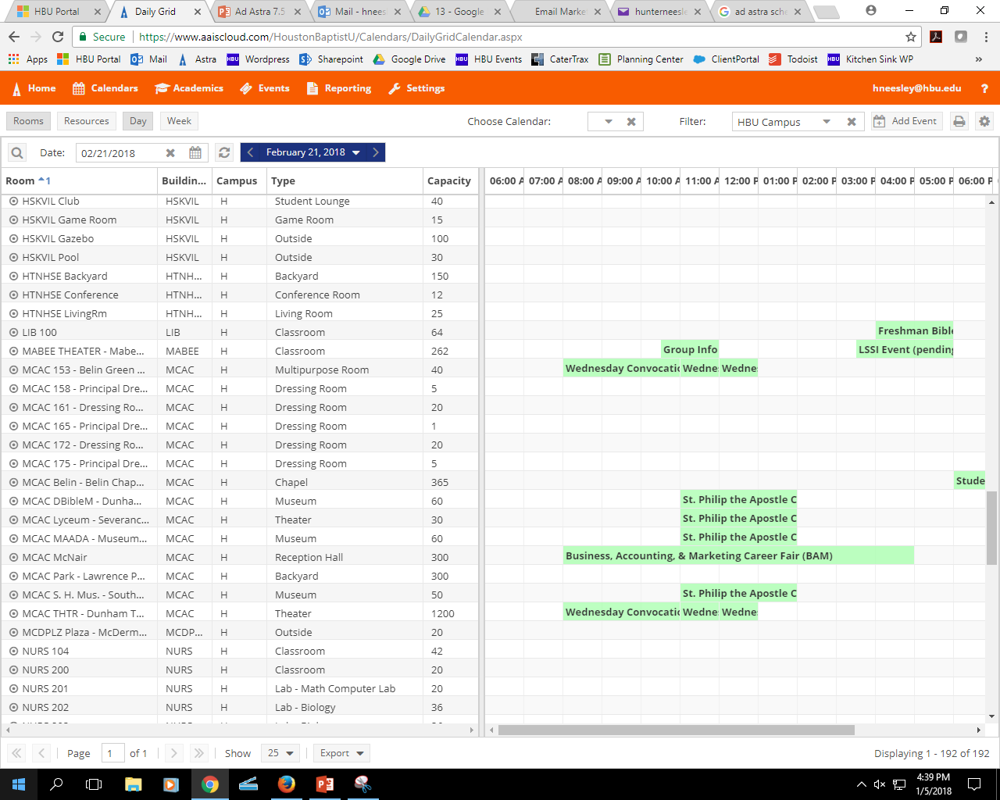 HBU Portal Daily Grid Ad Astra 7.5 Mail - hnees 13 - Google Email Marke hunterneesle ad astra sche
Secure https://www.aaiscloud.com/HoustonBaptistU/Calendars/DailyGridCalendar.aspx
Apps HBU Portal Mail Astra HBU Wordpress Sharepoint Google Drive HBU HBU Events CaterTrax Planning Center ClientPortal Todoist HBU Kitchen Sink WP »
Home Calendars Academics Events Reporting Settings hneesley@hbu.edu ?
Rooms Resources Day Week Choose Calendar: Filter: HBU Campus Add Event
Date: 02/21/2018 February 21, 2018
Room 1 Buildin... Campus Type Capacity 06:00 A 07:00 A 08:00 A 09:00 A 10:00 A 11:00 A 12:00 P 01:00 P 02:00 P 03:00 P 04:00 P 05:00 P 06:00 P
HSKVIL Club HSKVIL H Student Lounge 40
HSKVIL Game Room HSKVIL H Game Room 15
HSKVIL Gazebo HSKVIL H Outside 100
HSKVIL Pool HSKVIL H Outside 30
HTNHSE Backyard HTNH... H Backyard 150
HTNHSE Conference HTNH... H Conference Room 12
HTNHSE LivingRm HTNH... H Living Room 25
LIB 100 LIB H Classroom 64 Freshman Bible
MABEE THEATER - Mabe... MABEE H Classroom 262 Group Info LSSI Event (pending
MCAC 153 - Belin Green ... MCAC H Multipurpose Room 40 Wednesday Convocatio Wednes Wednes
MCAC 158 - Principal Dre... MCAC H Dressing Room 5
MCAC 161 - Dressing Ro... MCAC H Dressing Room 20
MCAC 165 - Principal Dre... MCAC H Dressing Room 1
MCAC 172 - Dressing Ro... MCAC H Dressing Room 20
MCAC 175 - Principal Dre... MCAC H Dressing Room 5
MCAC Belin - Belin Chap... MCAC H Chapel 365 Stude
MCAC DBibleM - Dunha... MCAC H Museum 60 St. Philip the Apostle C
MCAC Lyceum - Severanc... MCAC H Theater 30 St. Philip the Apostle C
MCAC MAADA - Museum... MCAC H Museum 60 St. Philip the Apostle C
MCAC McNair MCAC H Reception Hall 300 Business, Accounting, & Marketing Career Fair (BAM)
MCAC Park - Lawrence P... MCAC H Backyard 300
MCAC S. H. Mus. - South... MCAC H Museum 50 St. Philip the Apostle C
MCAC THTR - Dunham T... MCAC H Theater 1200 Wednesday Convocatio Wednes Wednes
MCDPLZ Plaza - McDerm... MCDP... H Outside 20
NURS 104 NURS H Classroom 42
NURS 200 NURS H Classroom 20
NURS 201 NURS H Lab - Math Computer Lab 20
NURS 202 NURS H Lab - Biology 36
Page 1 of 1 Show 25 Export Displaying 1 - 192 of 192
4:39 PM
1/5/2018